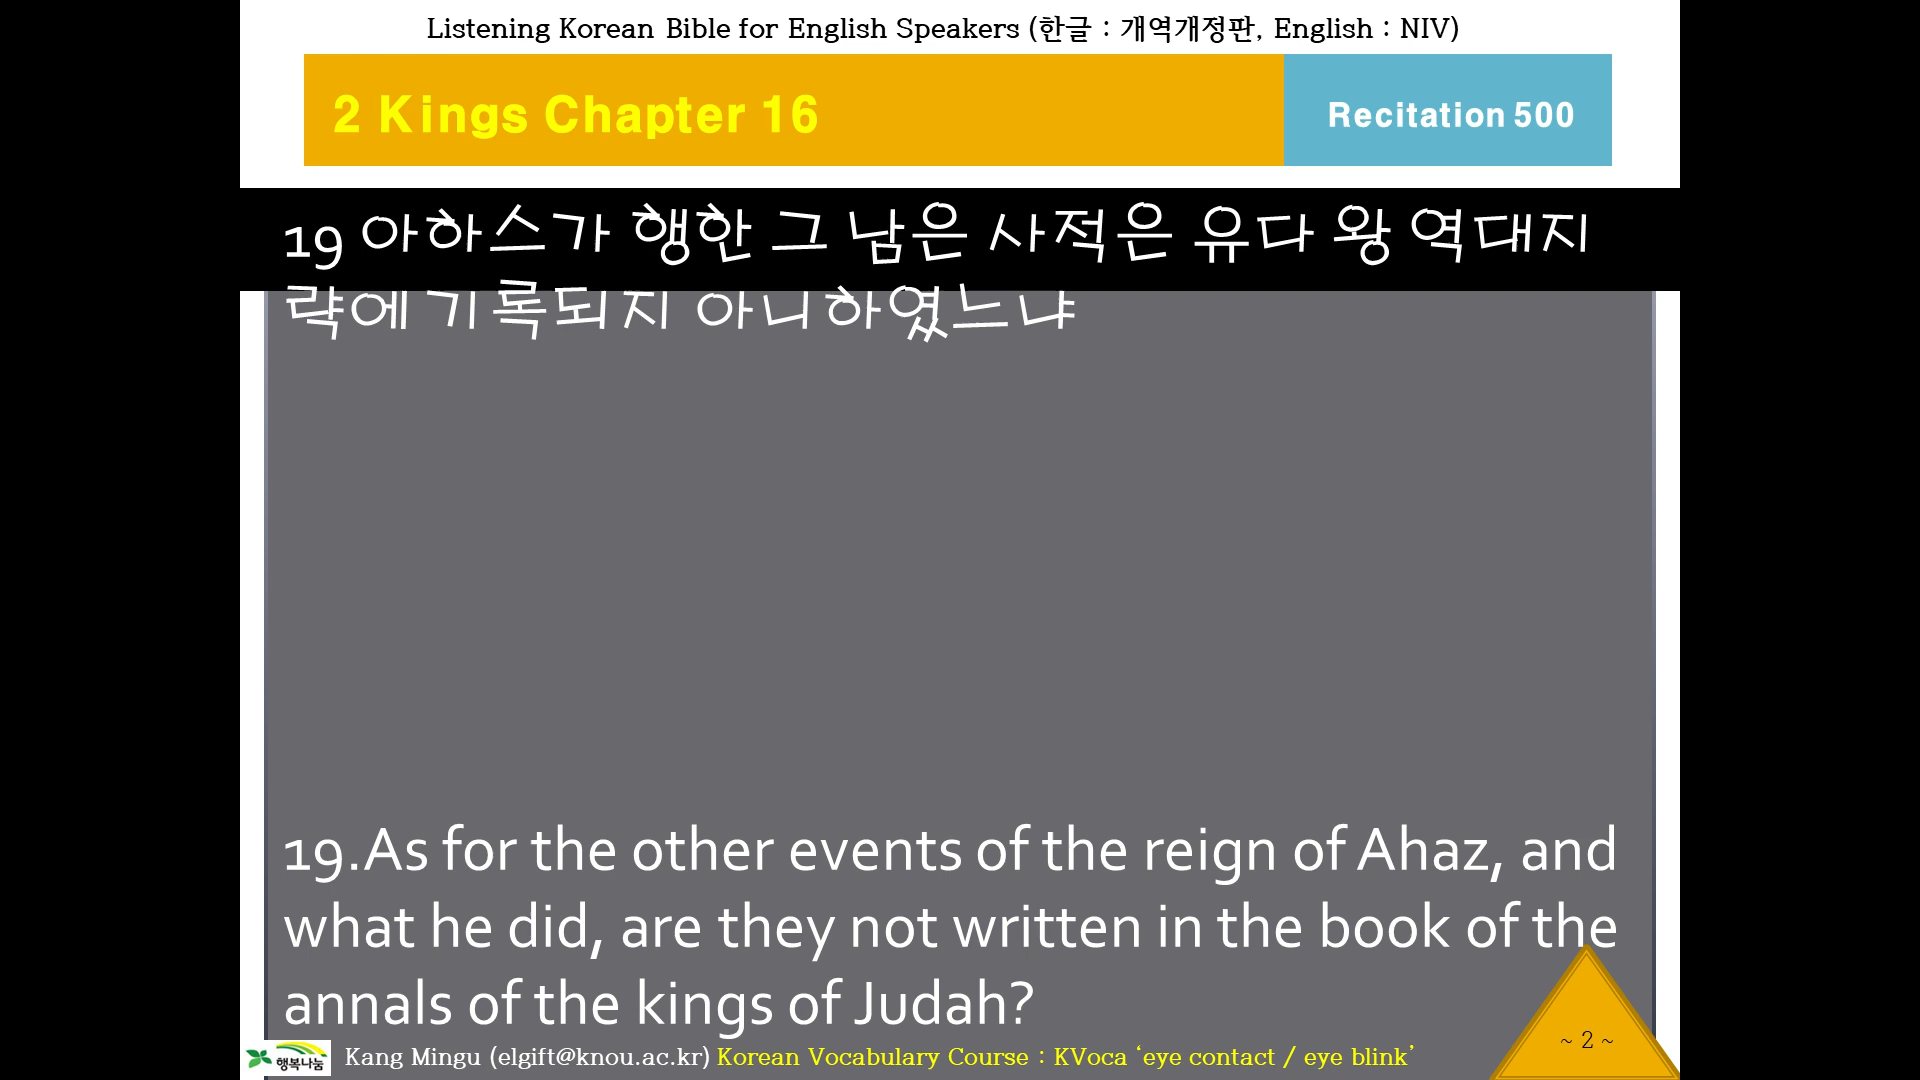 Listening Korean Bible for English Speakers (한글 : 개역개정판, English : NIV)
2 Kings Chapter 16
Recitation 500
19 아하스가 행한 그 남은 사적은 유다 왕 역대지
략에 기록되지 아니하였느냐
19.As for the other events of the reign of Ahaz, and
what he did, are they not written in the book of the
annals of the kings of Judah?
행복나눔
Kang Mingu (elgift@knou.ac.kr) Korean Vocabulary Course : KVoca ‘eye contact / eye blink’
~ 2 ~